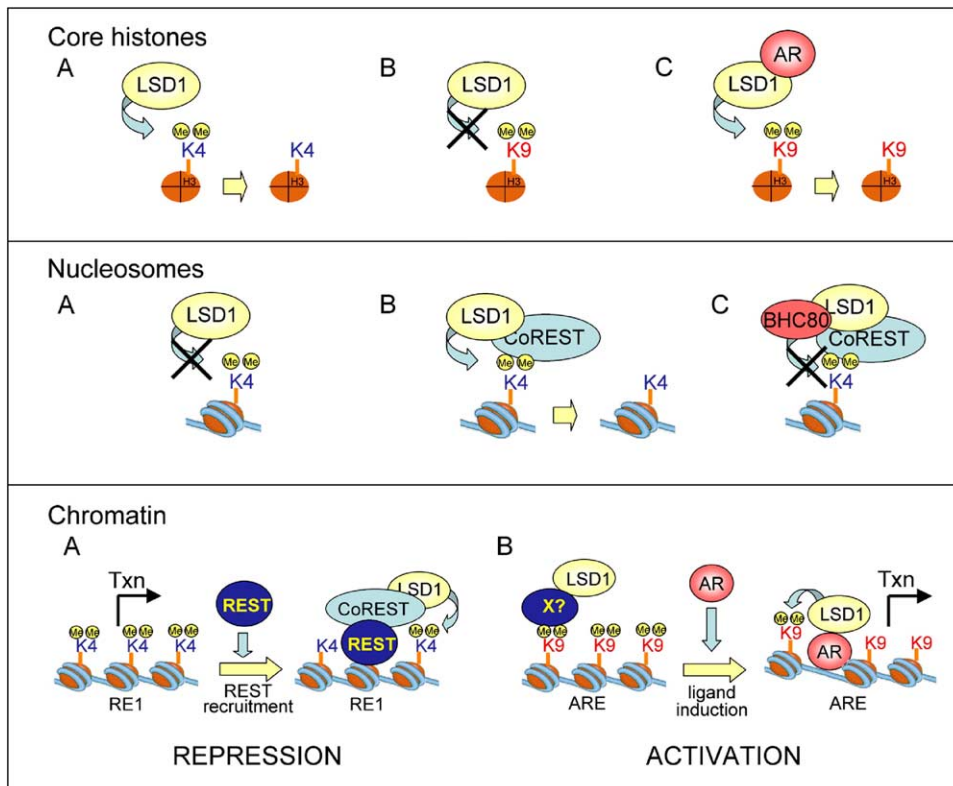 Core histones
A
LSD1
Me Me
K4
H3
K4
B
LSD1
Me Me
K9
H3
C
AR
LSD1
Me Me
K9
H3
K9
Nucleosomes
A
LSD1
Me Me
K4
B
LSD1
CoREST
Me Me
K4
K4
C
BHC80
LSD1
CoREST
Me Me
K4
Chromatin
A
Txn
Me Me
K4
Me Me
K4
Me Me
K4
RE1
REST
REST
recruitment
LSD1
CoREST
REST
K4
Me Me
K4
RE1
REPRESSION
B
LSD1
X?
Me Me
K9
Me Me
K9
Me Me
K9
ARE
AR
ligand
induction
Txn
LSD1
Me Me
K9
AR
K9
K9
ARE
ACTIVATION